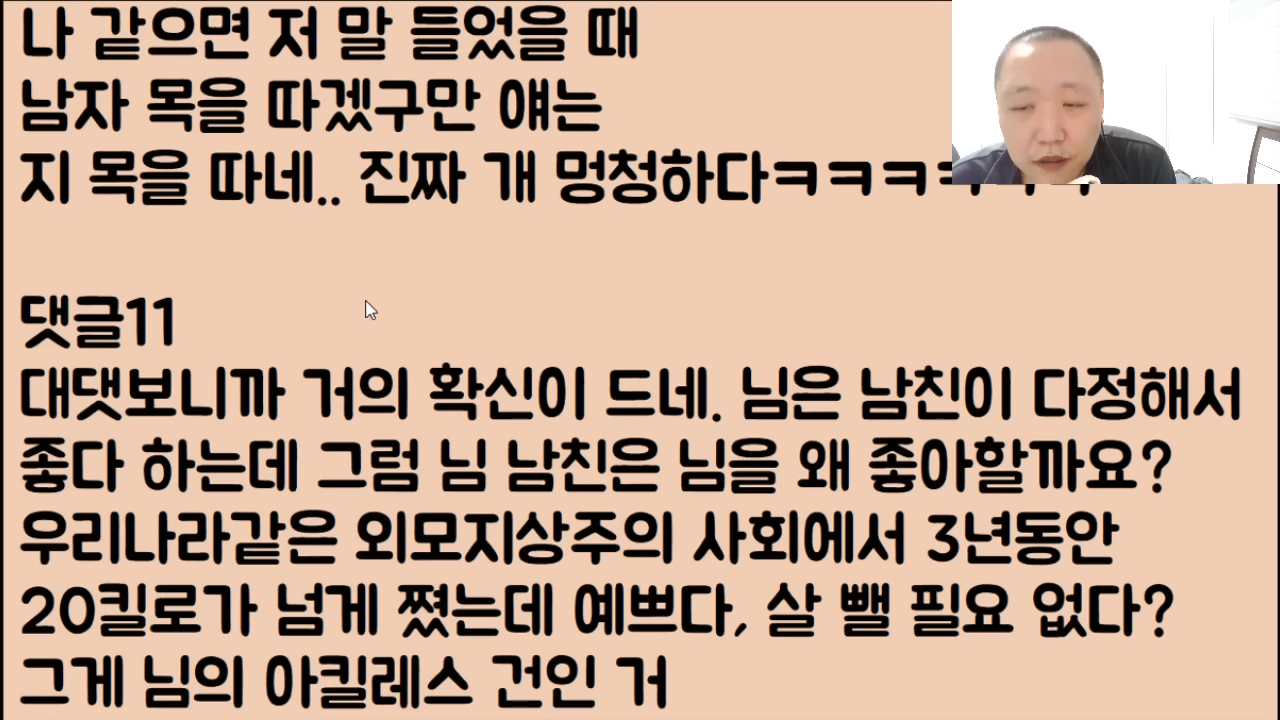 나 같으면 저 말 들었을 때
남자 목을 따겠구만 얘는
지 목을 따네.. 진짜 개 멍청하다ㅋㅋㅋ
댓글11
대댓보니까 거의 확신이 드네. 님은 남친이 다정해서
좋다 하는데 그럼 님 남친은 님을 왜 좋아할까요?
우리나라같은 외모지상주의 사회에서 3년동안
20킬로가 넘게 쪘는데 예쁘다, 살 뺄 필요 없다?
그게 님의 아킬레스 건인 거